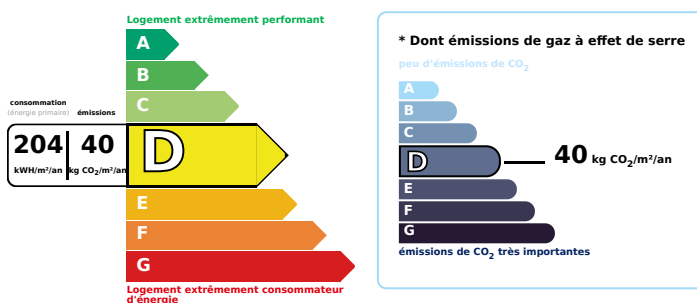 Logement extrêmement performant
A
B
C
consommation
(énergie primaire)
émissions
204
kWH/m²/an
40
kg CO₂/m²/an
D
E
F
G
Logement extrêmement consommateur
d'énergie
* Dont émissions de gaz à effet de serre
peu d'émissions de CO₂
A
B
C
D
40 kg CO₂/m²/an
E
F
G
émissions de CO₂ très importantes